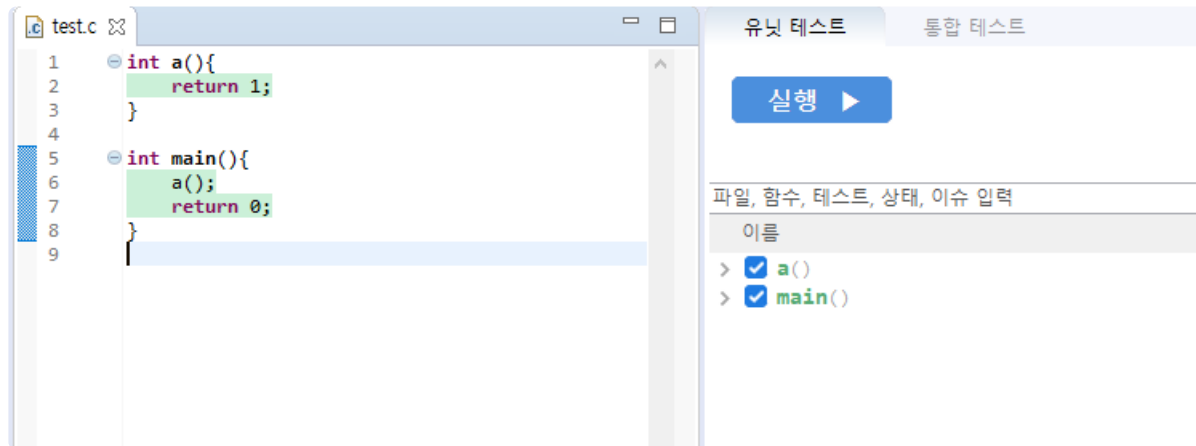 test.c
1 int a(){
2 return 1;
3 }
4
5 int main(){
6 a();
7 return 0;
8 }
9
유닛 테스트 통합 테스트
실행
파일, 함수, 테스트, 상태, 이슈 입력
이름
a()
main()